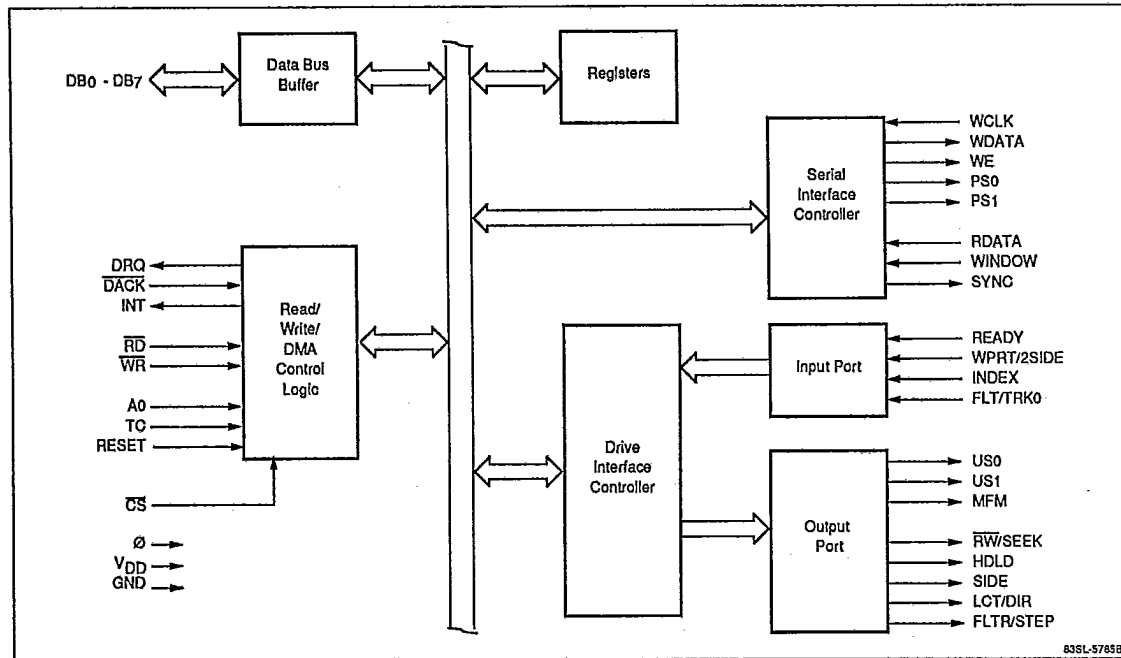 DB0 - DB7
Data Bus
Buffer
Registers
WCLK
WDATA
WE
PS0
PS1
RDATA
WINDOW
SYNC
Serial
Interface
Controller
DRQ
DACK
INT
RD
WR
A0
TC
RESET
CS
Read/
Write/
DMA
Control
Logic
Ø
VDD
GND
Drive
Interface
Controller
Input Port
READY
WPRT/2SIDE
INDEX
FLT/TRK0
Output
Port
US0
US1
MFM
RW/SEEK
HDLD
SIDE
LCT/DIR
FLTR/STEP
83SL-5785B